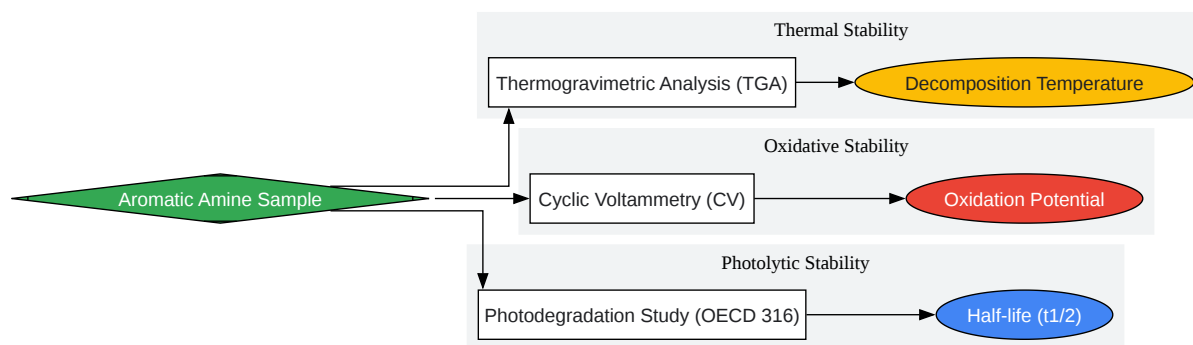 Thermal Stability
Thermogravimetric Analysis (TGA)
Decomposition Temperature
Oxidative Stability
Aromatic Amine Sample
Cyclic Voltammetry (CV)
Oxidation Potential
Photolytic Stability
Photodegradation Study (OECD 316)
Half-life (t1/2)